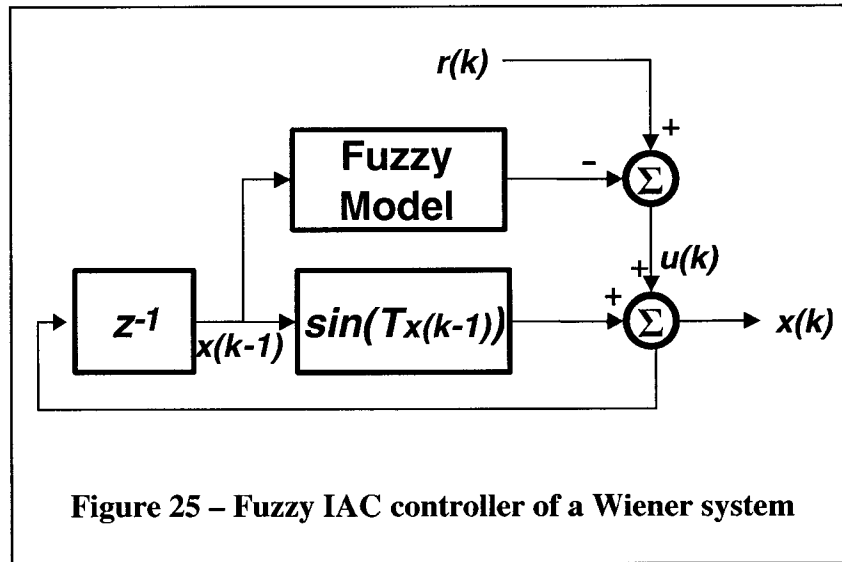 r(k)
+
Fuzzy
Model
-
Σ
+
u(k)
z-1
x(k-1)
sin(Tx(k-1))
+
Σ
x(k)
Figure 25 – Fuzzy IAC controller of a Wiener system